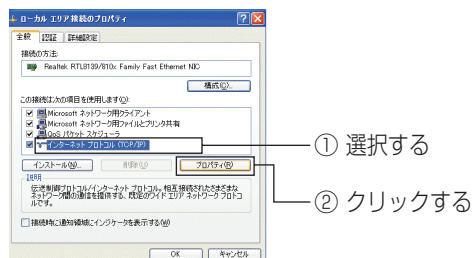 ローカル エリア接続のプロパティ
全般 認証 詳細設定
接続の方法:
Realtek RTL8139/810x Family Fast Ethernet NIC
構成(C)...
この接続は次の項目を使用します(O):
Microsoft ネットワーク用クライアント
Microsoft ネットワーク用ファイルとプリンタ共有
QoS パケット スケジューラ
インターネット プロトコル (TCP/IP)
① 選択する
インストール(N)... 削除(U) プロパティ(R)
説明
伝送制御プロトコル/インターネット プロトコル。相互接続されたさまざまな
ネットワーク間の通信を提供する、既定のワイド エリア ネットワーク プロトコ
ルです。
② クリックする
接続時に通知領域にインジケータを表示する(W)
OK キャンセル